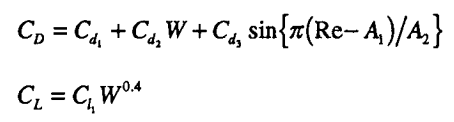 C_D = C_{d_1} + C_{d_2} W + C_{d_3} sin{π(Re− A_1)/A_2}
C_L = C_{l_1} W^{0.4}